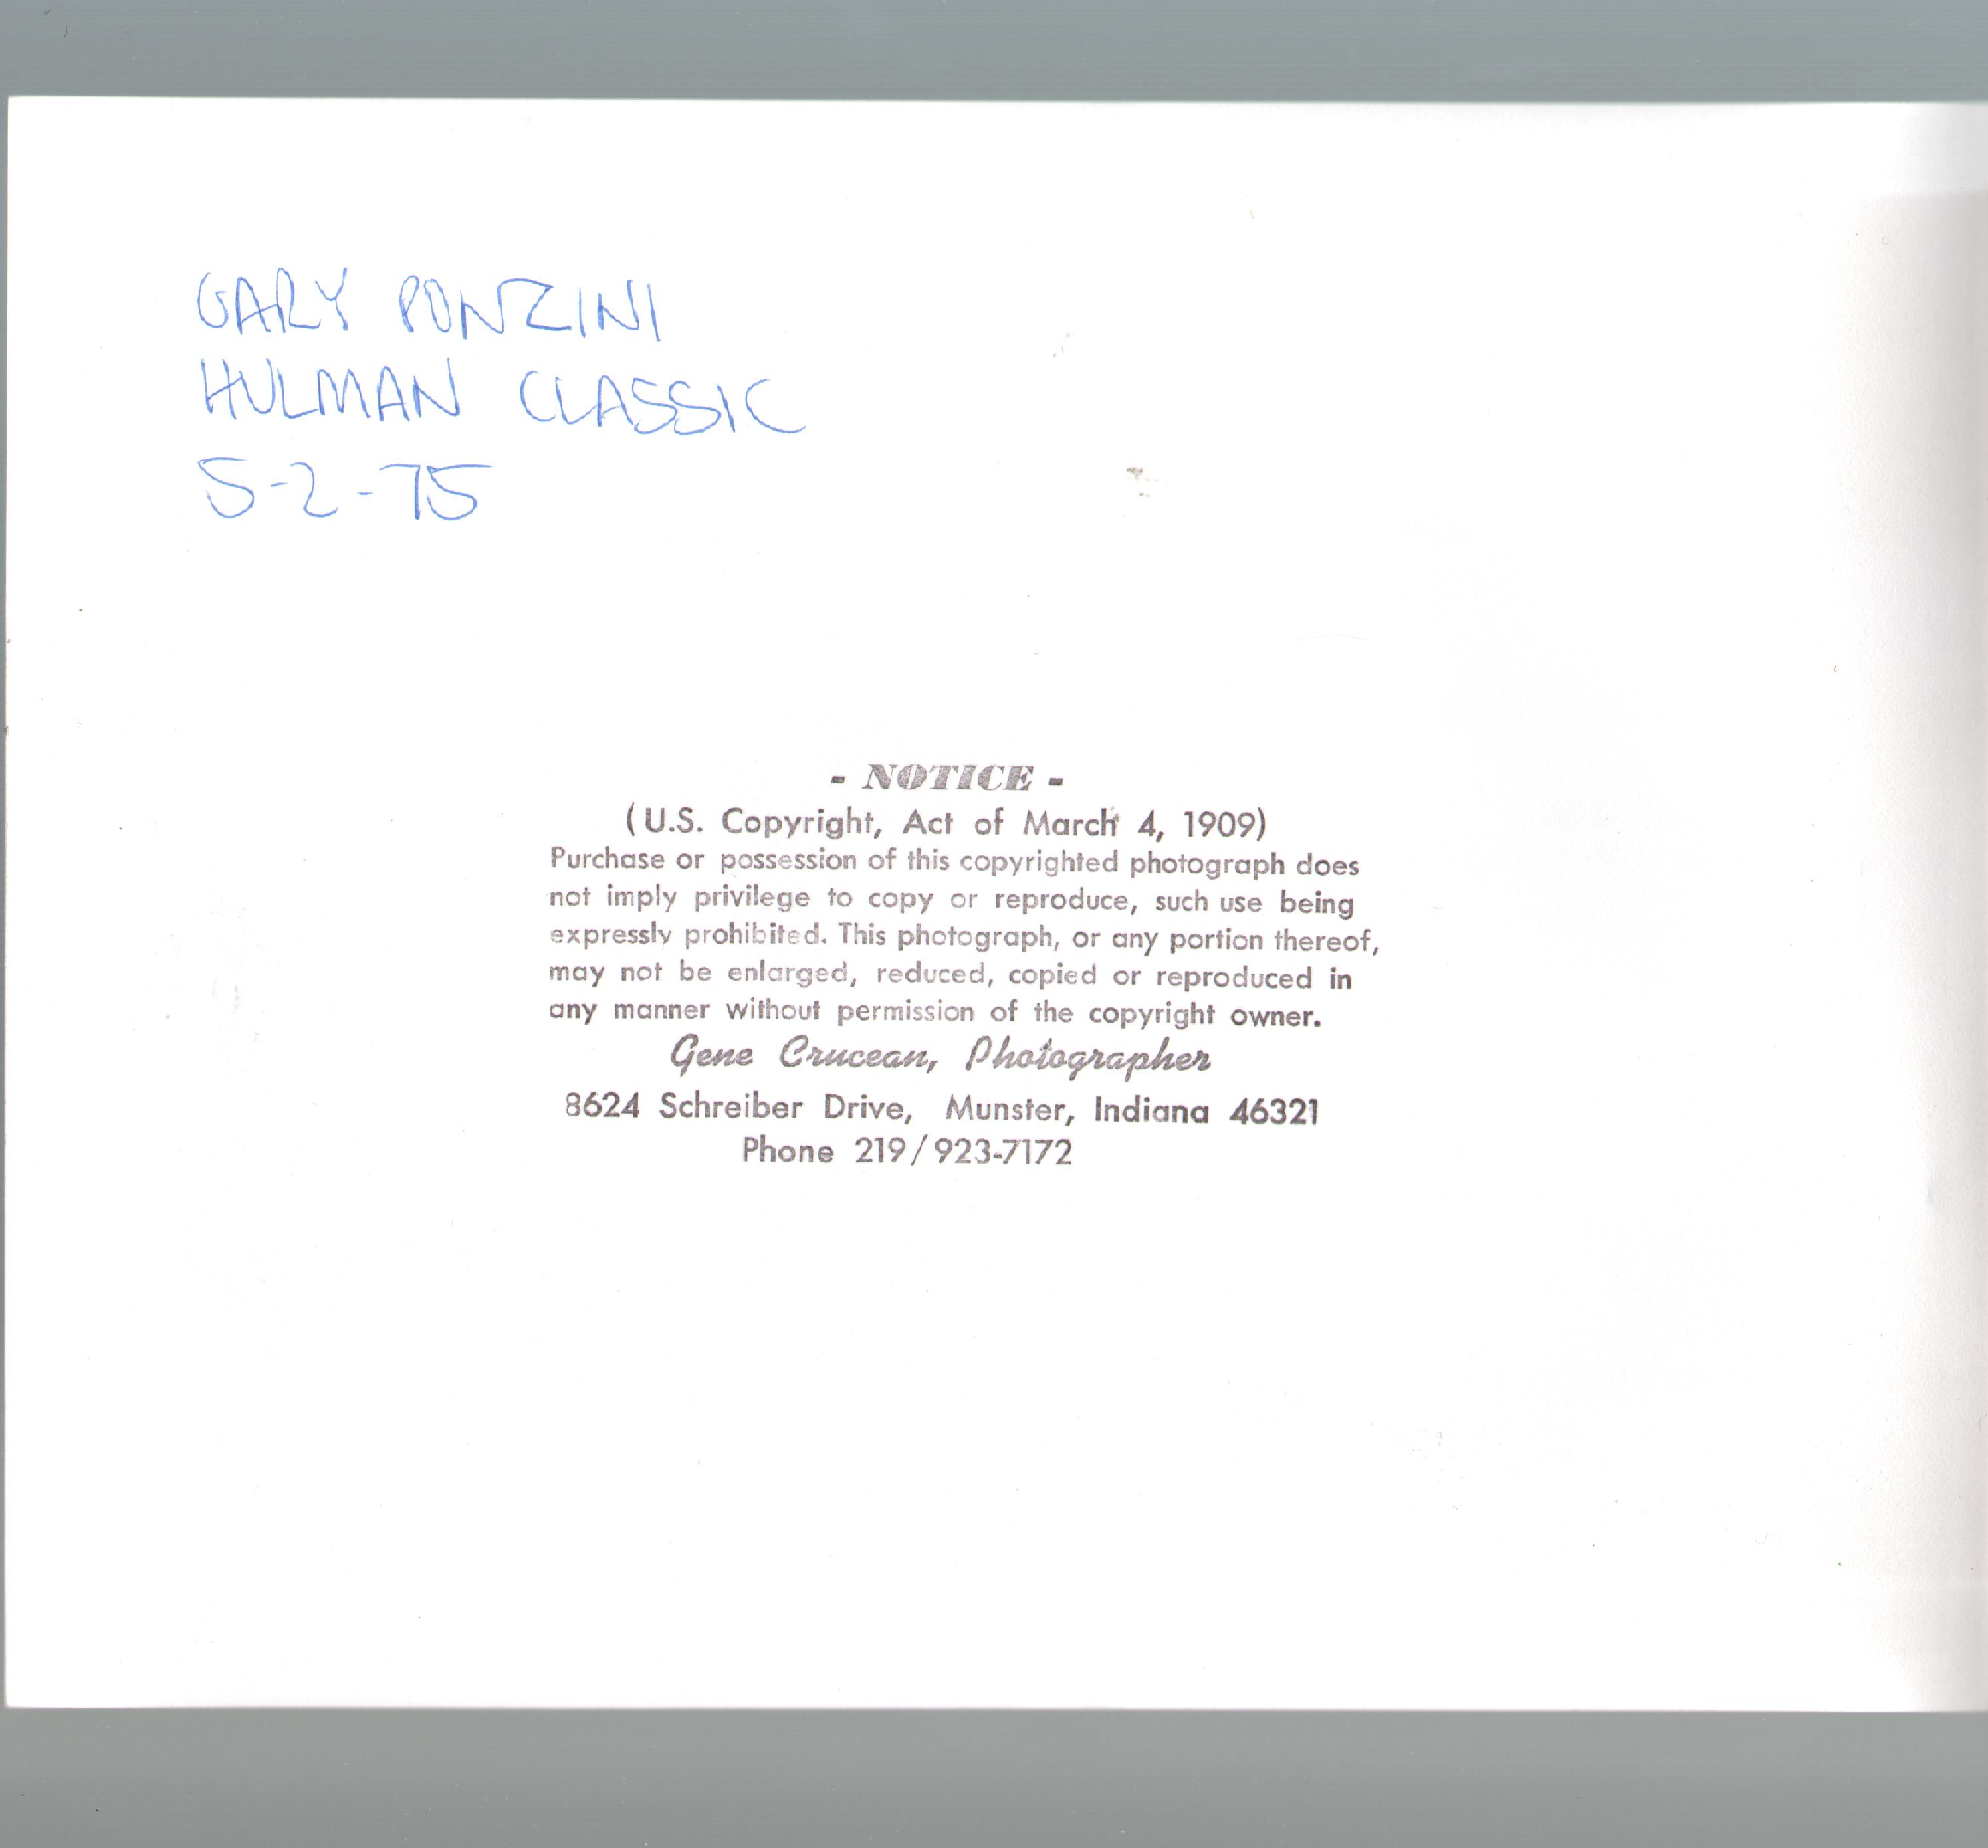 GARY PONZINI
HULMAN CLASSIC
5-2-75
- NOTICE -
(U.S. Copyright, Act of March 4, 1909)
Purchase or possession of this copyrighted photograph does
not imply privilege to copy or reproduce, such use being
expressly prohibited. This photograph, or any portion thereof,
may not be enlarged, reduced, copied or reproduced in
any manner without permission of the copyright owner.
Gene Crucean, Photographer
8624 Schreiber Drive, Munster, Indiana 46321
Phone 219/923-7172